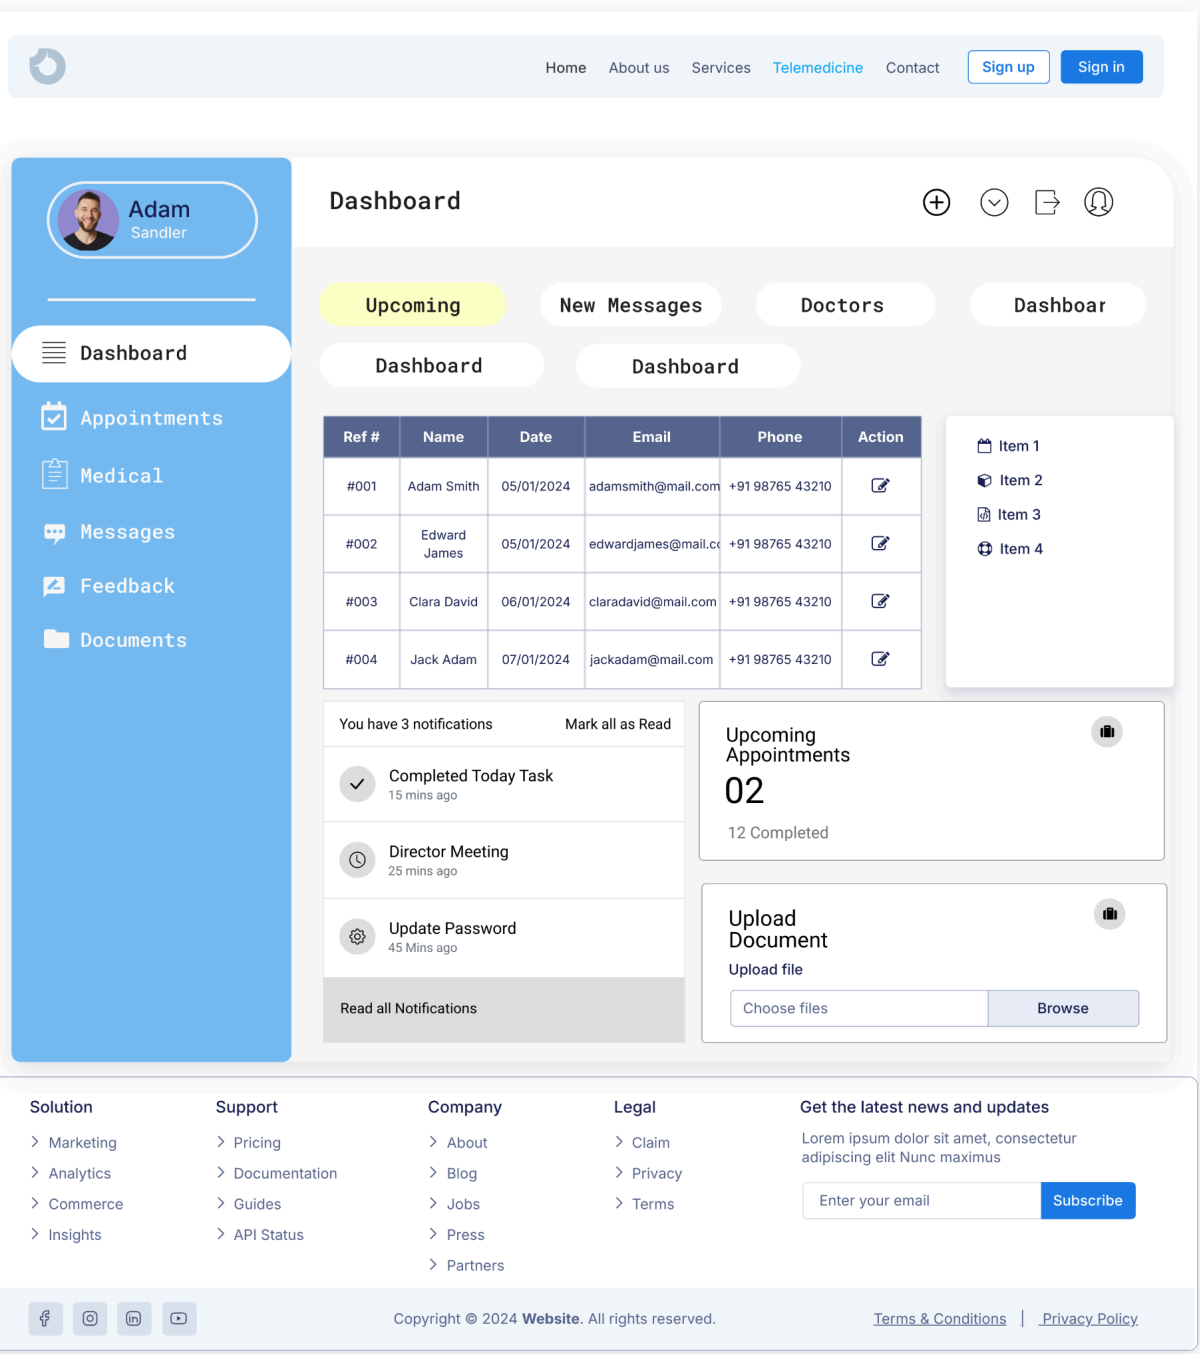 Home About us Services Telemedicine Contact Sign up Sign in
Adam
Sandler
Dashboard
Appointments
Medical
Messages
Feedback
Documents
Dashboard
Upcoming New Messages Doctors Dashboar
Dashboard Dashboard
Ref # Name Date Email Phone Action
#001 Adam Smith 05/01/2024 adamsmith@mail.com +91 98765 43210
#002 Edward James 05/01/2024 edwardjames@mail.co +91 98765 43210
#003 Clara David 06/01/2024 claradavid@mail.com +91 98765 43210
#004 Jack Adam 07/01/2024 jackadam@mail.com +91 98765 43210
Item 1
Item 2
Item 3
Item 4
You have 3 notifications Mark all as Read
Completed Today Task
15 mins ago
Director Meeting
25 mins ago
Update Password
45 Mins ago
Read all Notifications
Upcoming
Appointments
02
12 Completed
Upload
Document
Upload file
Choose files Browse
Solution
Marketing
Analytics
Commerce
Insights
Support
Pricing
Documentation
Guides
API Status
Company
About
Blog
Jobs
Press
Partners
Legal
Claim
Privacy
Terms
Get the latest news and updates
Lorem ipsum dolor sit amet, consectetur
adipiscing elit Nunc maximus
Enter your email Subscribe
Copyright © 2024 Website. All rights reserved.
Terms & Conditions | Privacy Policy